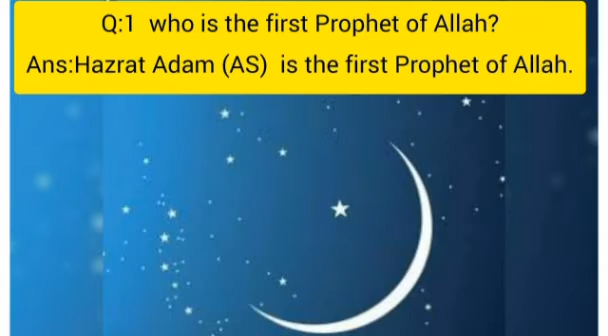 Q:1 who is the first Prophet of Allah?
Ans:Hazrat Adam (AS) is the first Prophet of Allah.